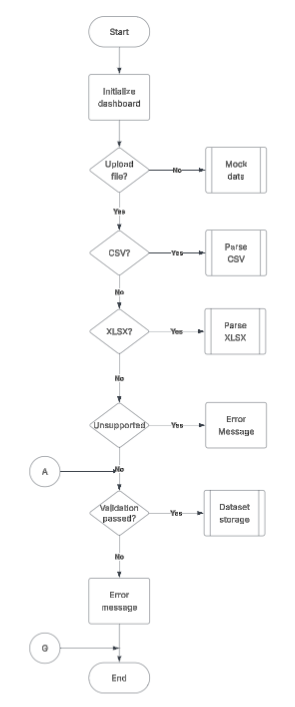 Start
Initialize
dashboard
Upload
file?
No
Mock
data
Yes
CSV?
Yes
Parse
CSV
No
XLSX?
Yes
Parse
XLSX
No
Unsupported
Yes
Error
Message
A
No
Validation
passed?
Yes
Dataset
storage
No
Error
message
G
End